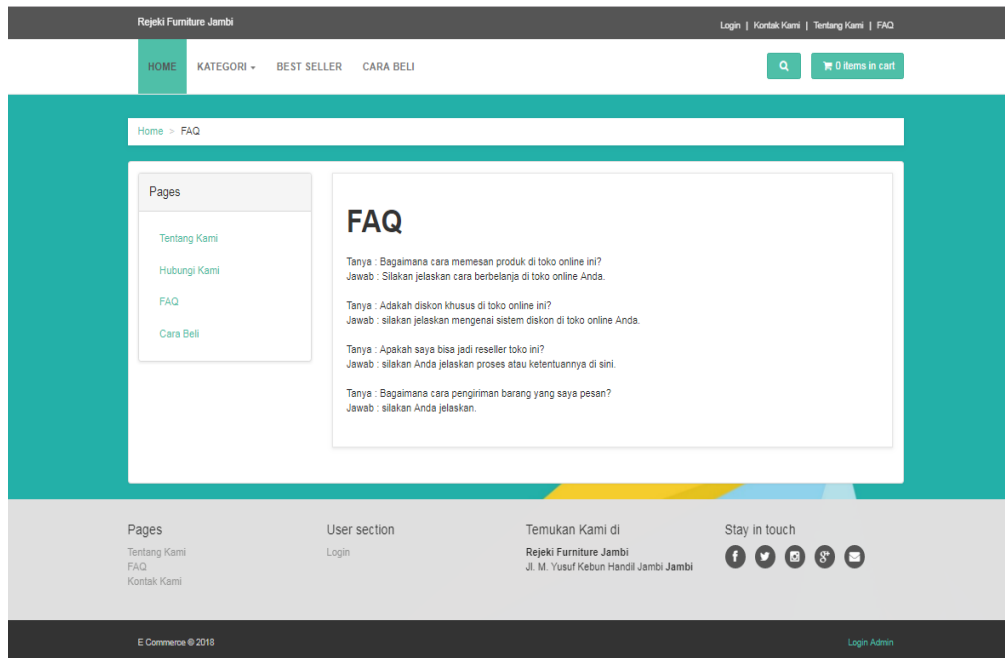 Rejeki Furniture Jambi
Login | Kontak Kami | Tentang Kami | FAQ
HOME KATEGORI BEST SELLER CARA BELI
0 items in cart
Home > FAQ
Pages
Tentang Kami
Hubungi Kami
FAQ
Cara Beli
FAQ
Tanya : Bagaimana cara memesan produk di toko online ini?
Jawab : Silakan jelaskan cara berbelanja di toko online Anda.
Tanya : Adakah diskon khusus di toko online ini?
Jawab : silakan jelaskan mengenai sistem diskon di toko online Anda.
Tanya : Apakah saya bisa jadi reseller toko ini?
Jawab : silakan Anda jelaskan proses atau ketentuannya di sini.
Tanya : Bagaimana cara pengiriman barang yang saya pesan?
Jawab : silakan Anda jelaskan.
Pages
Tentang Kami
FAQ
Kontak Kami
User section
Login
Temukan Kami di
Rejeki Furniture Jambi
Jl. M. Yusuf Kebun Handil Jambi Jambi
Stay in touch
E Commerce © 2018
Login Admin